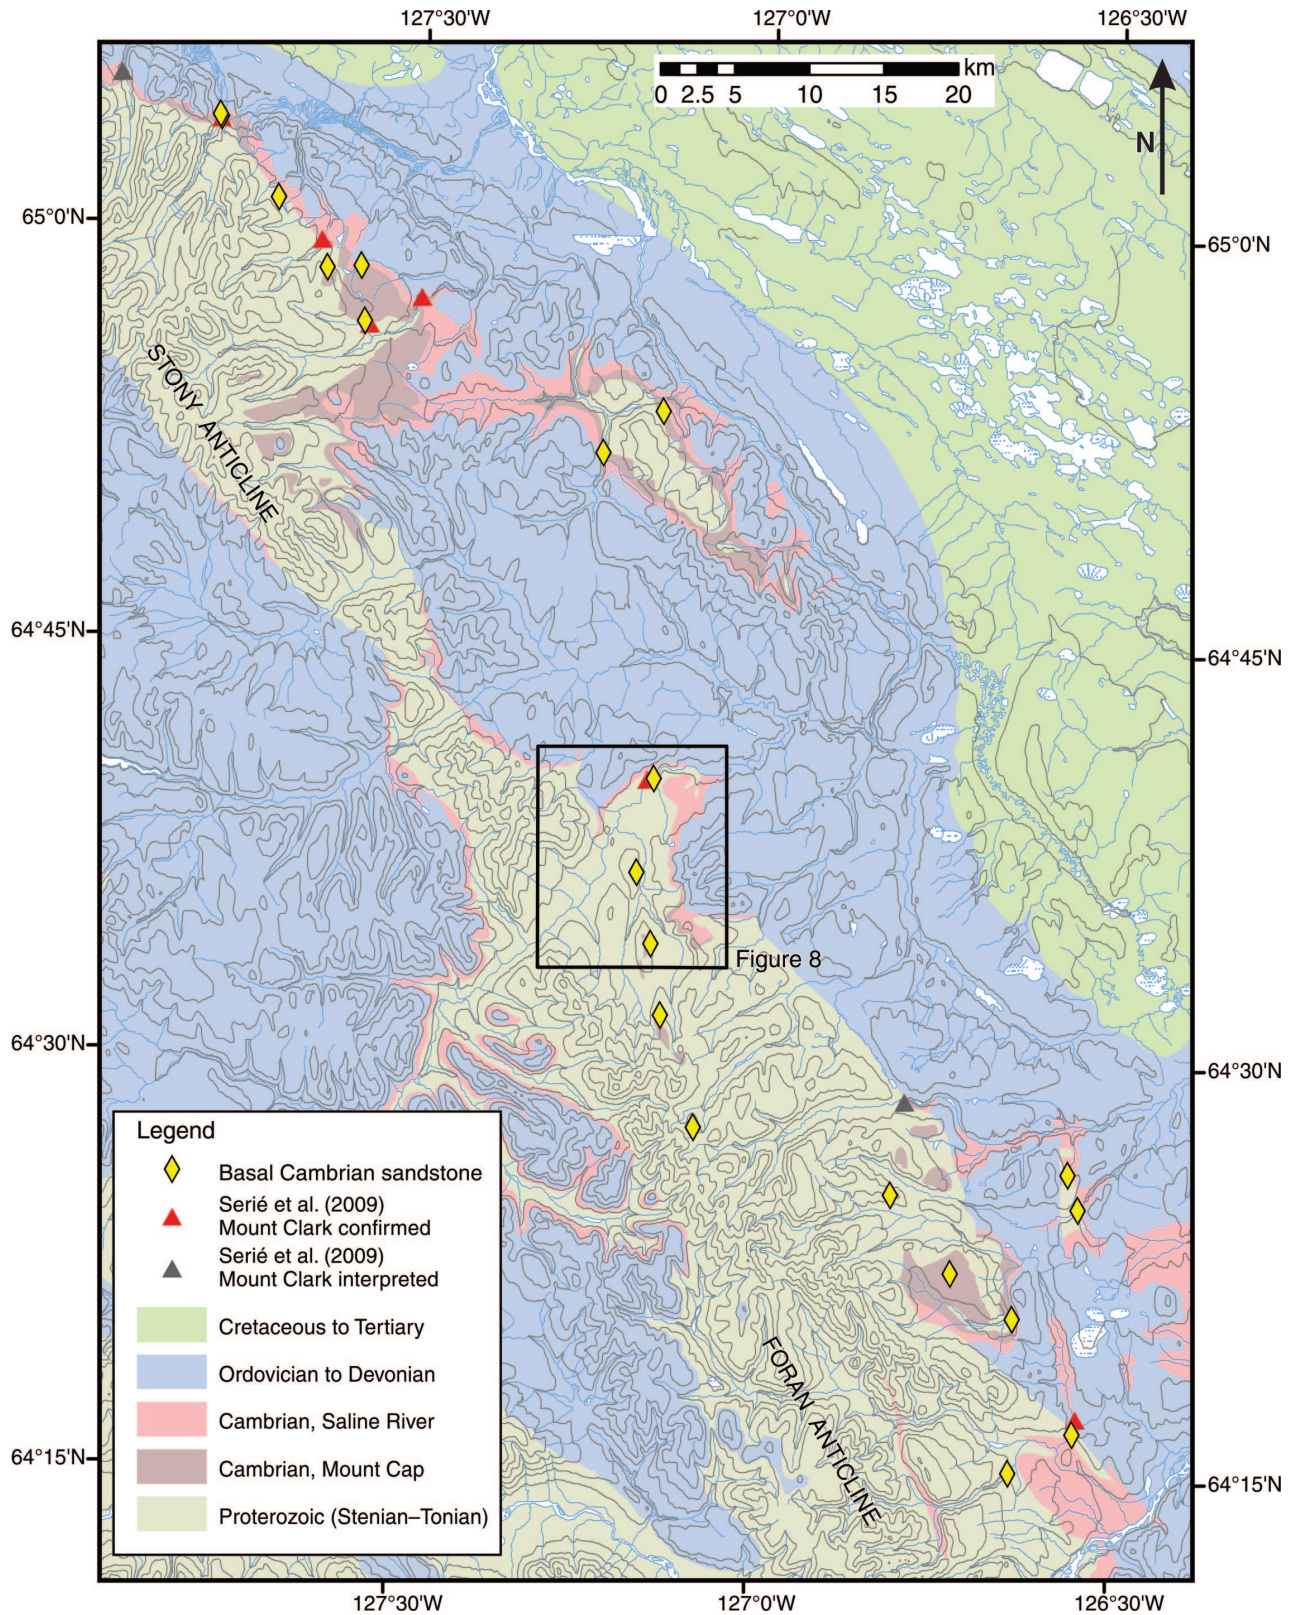 127°30'W
127°0'W
126°30'W
km
0 2.5 5 10 15 20
N
65°0'N
65°0'N
STONY ANTICLINE
64°45'N
64°45'N
Figure 8
64°30'N
64°30'N
Legend
Basal Cambrian sandstone
Serié et al. (2009)
Mount Clark confirmed
Serié et al. (2009)
Mount Clark interpreted
Cretaceous to Tertiary
Ordovician to Devonian
Cambrian, Saline River
Cambrian, Mount Cap
Proterozoic (Stenian–Tonian)
FORAN ANTICLINE
64°15'N
64°15'N
127°30'W
127°0'W
126°30'W